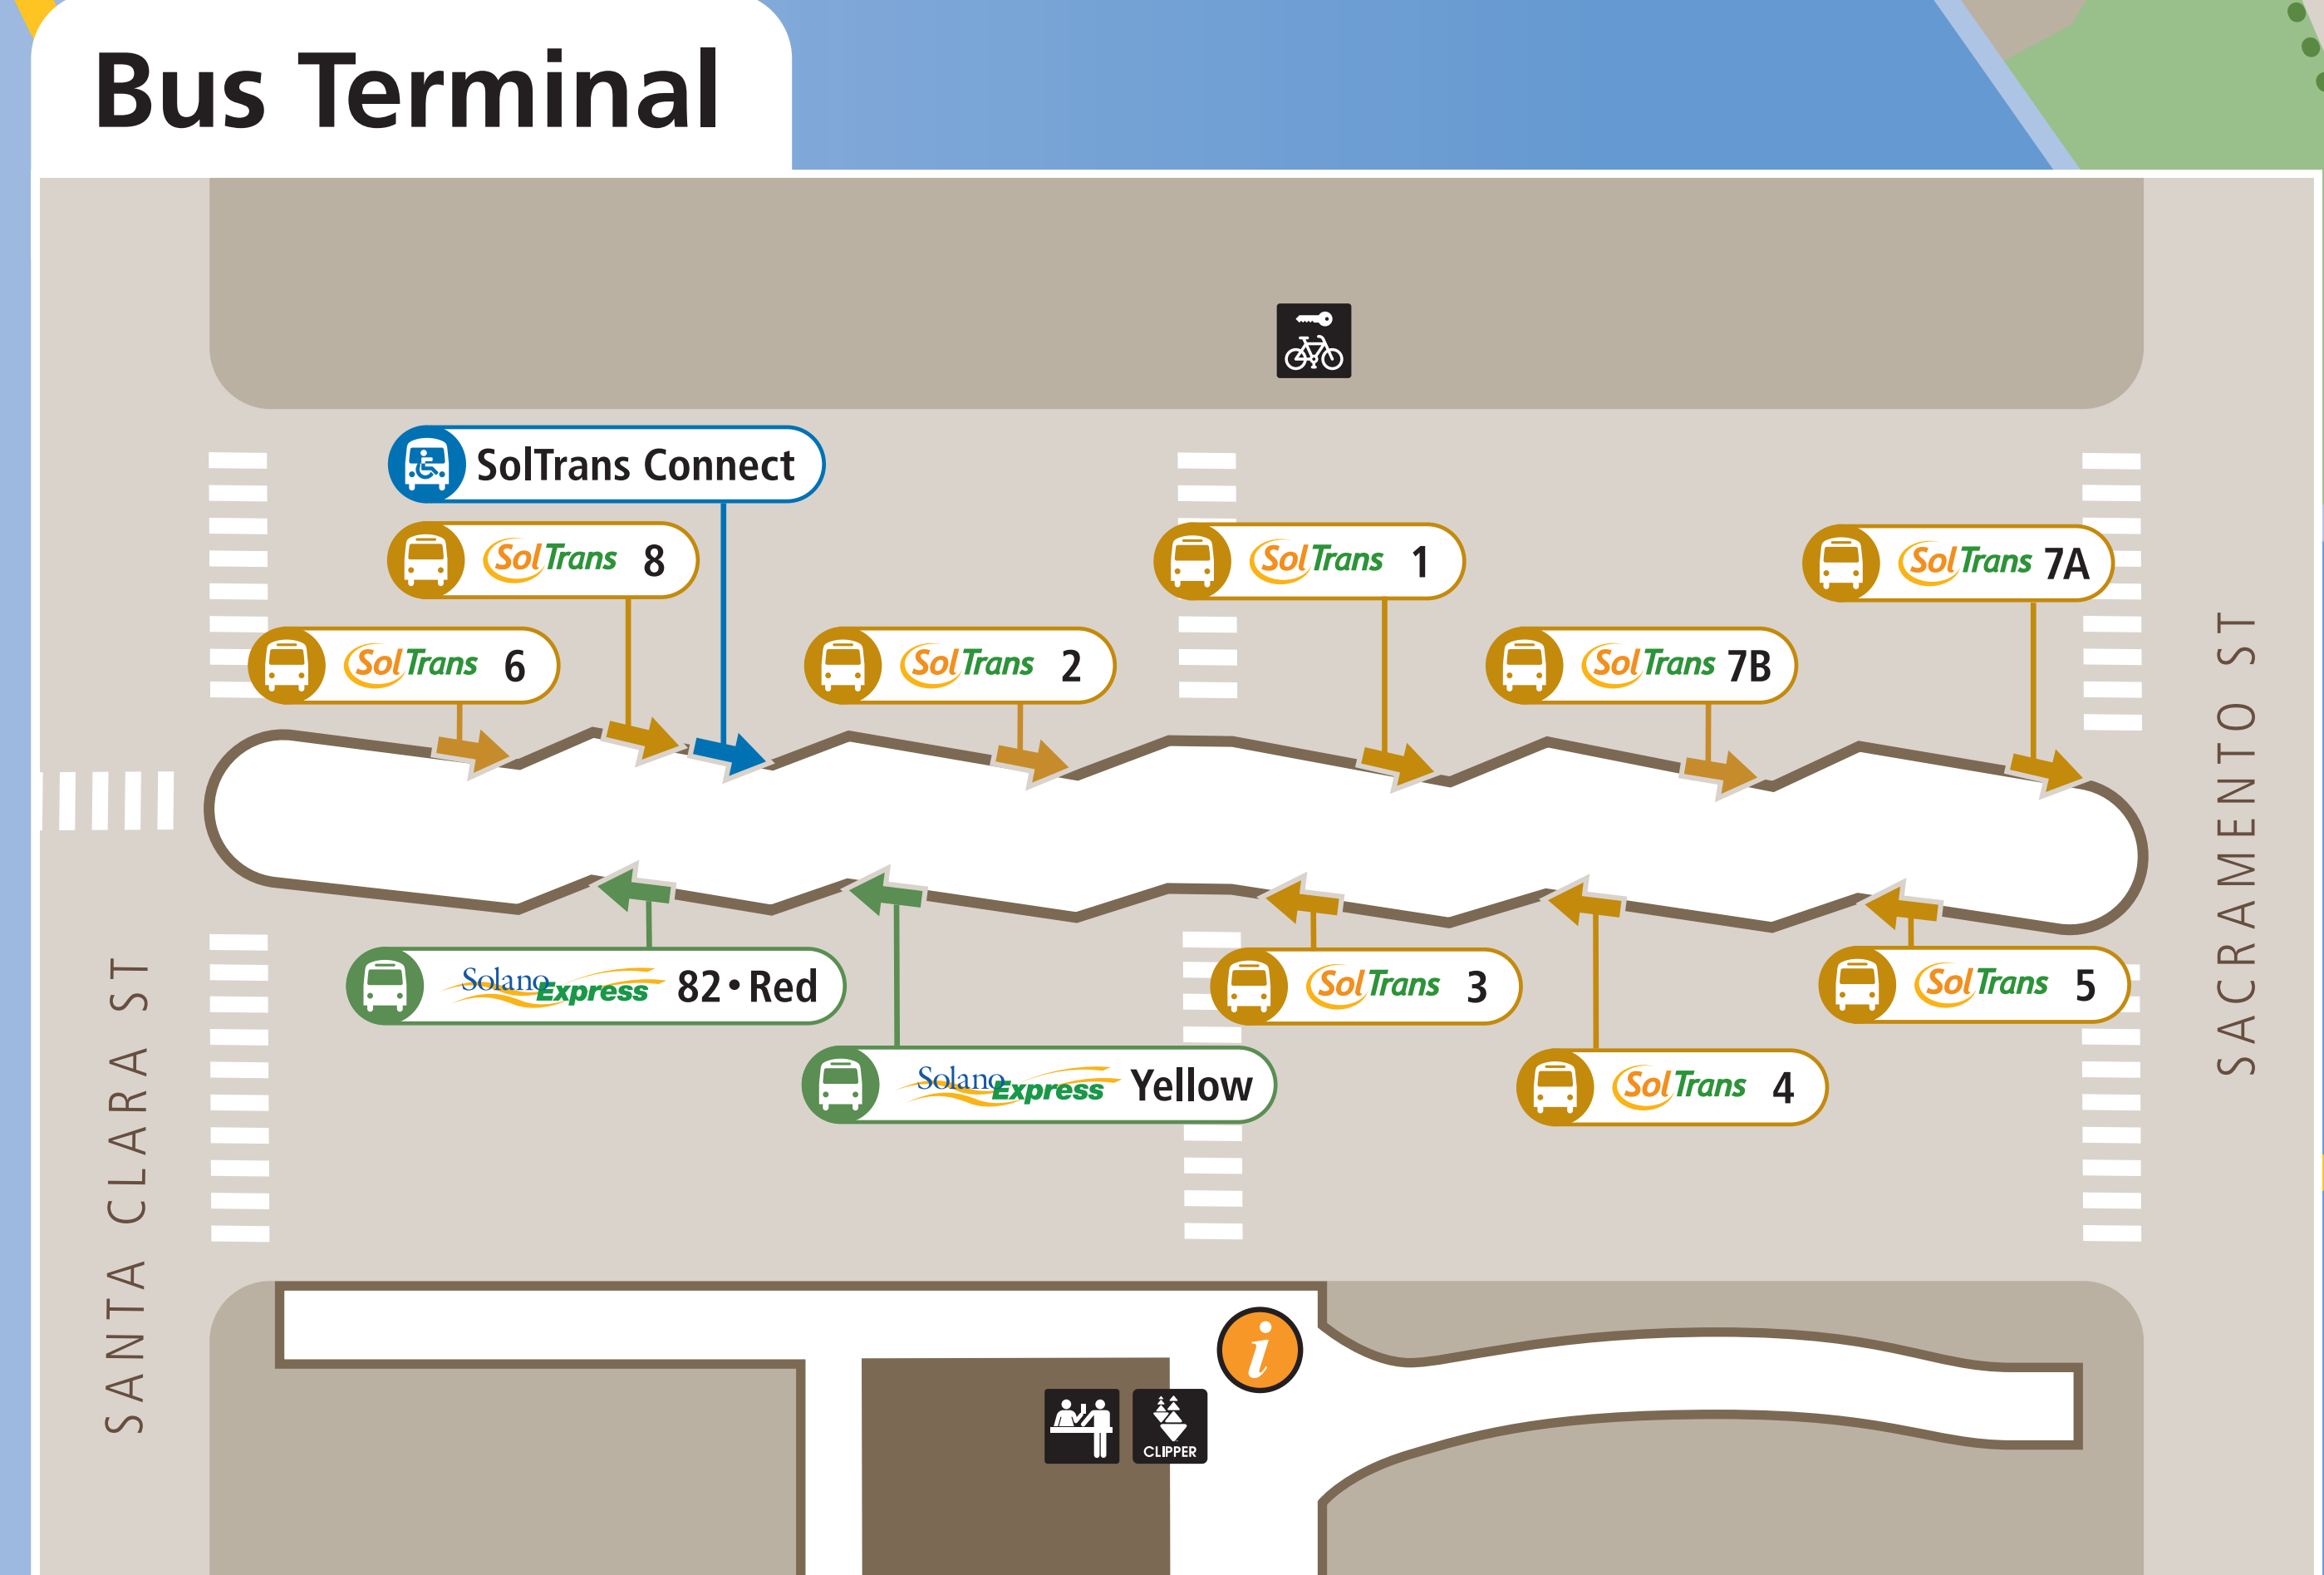 Bus Terminal
SolTrans Connect
SolTrans 8
SolTrans 1
SolTrans 7A
SolTrans 6
SolTrans 2
SolTrans 7B
SACRAMENTO ST
SANTA CLARA ST
Solano Express 82 • Red
SolTrans 3
SolTrans 5
Solano Express Yellow
SolTrans 4
i
CLIPPER